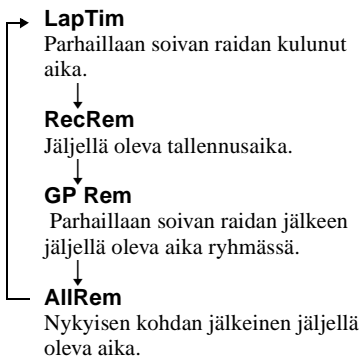 LapTim
Parhaillaan soivan raidan kulunut
aika.
RecRem
Jäljellä oleva tallennusaika.
GP Rem
Parhaillaan soivan raidan jälkeen
jäljellä oleva aika ryhmässä.
AllRem
Nykyisen kohdan jälkeinen jäljellä
oleva aika.